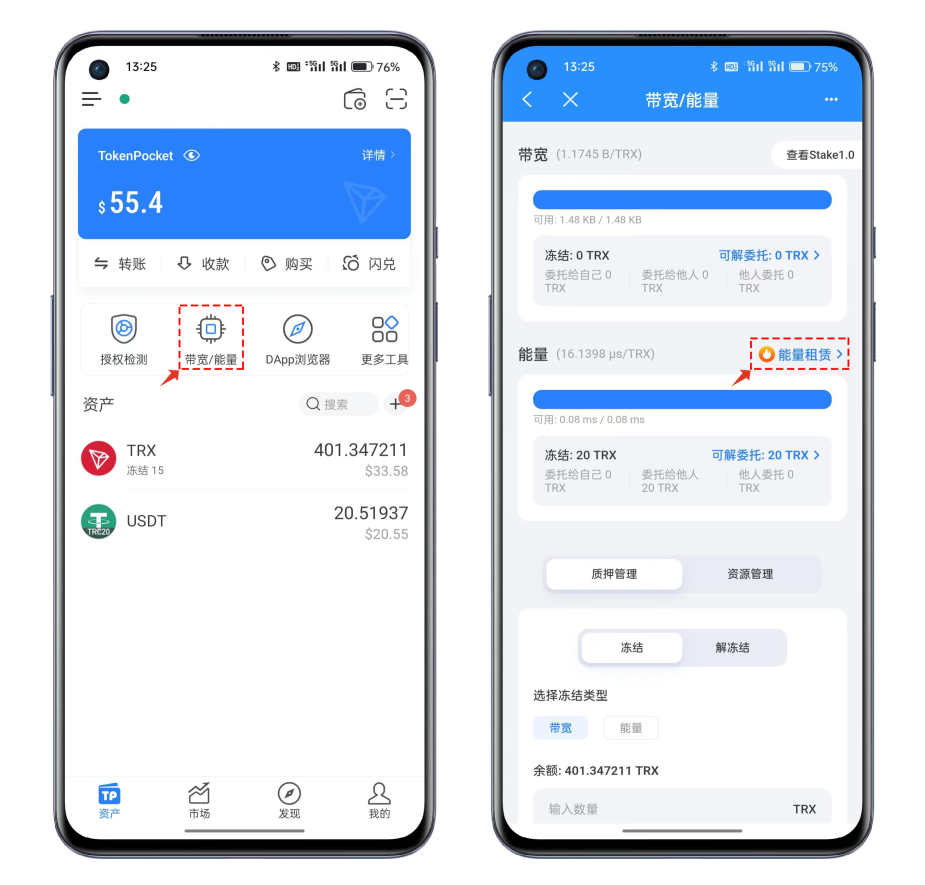 13:25
76%
TokenPocket
详情 >
$ 55.4
转账
收款
购买
闪兑
授权检测
带宽/能量
DApp浏览器
更多工具
资产
搜索
3
TRX
401.347211
冻结 15
$33.58
USDT
20.51937
TRC20
$20.55
TP
资产
市场
发现
我的
13:25
75%
带宽/能量
带宽 (1.1745 B/TRX)
查看Stake1.0
可用: 1.48 KB / 1.48 KB
冻结: 0 TRX
可解委托: 0 TRX >
委托给自己 0
TRX
委托给他人 0
TRX
他人委托 0
TRX
能量 (16.1398 μs/TRX)
能量租赁 >
可用: 0.08 ms / 0.08 ms
冻结: 20 TRX
可解委托: 20 TRX >
委托给自己 0
TRX
委托给他人
20 TRX
他人委托 0
TRX
质押管理
资源管理
冻结
解冻结
选择冻结类型
带宽
能量
余额: 401.347211 TRX
输入数量
TRX